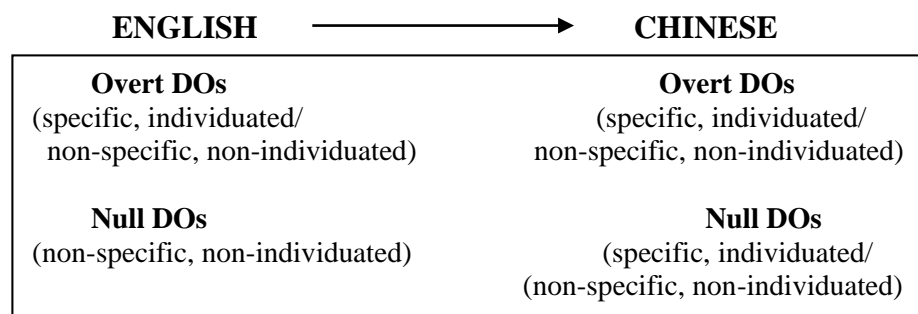 ENGLISH CHINESE
Overt DOs Overt DOs
(specific, individuated/ (specific, individuated/
non-specific, non-individuated) non-specific, non-individuated)
Null DOs Null DOs
(non-specific, non-individuated) (specific, individuated/
(non-specific, non-individuated)